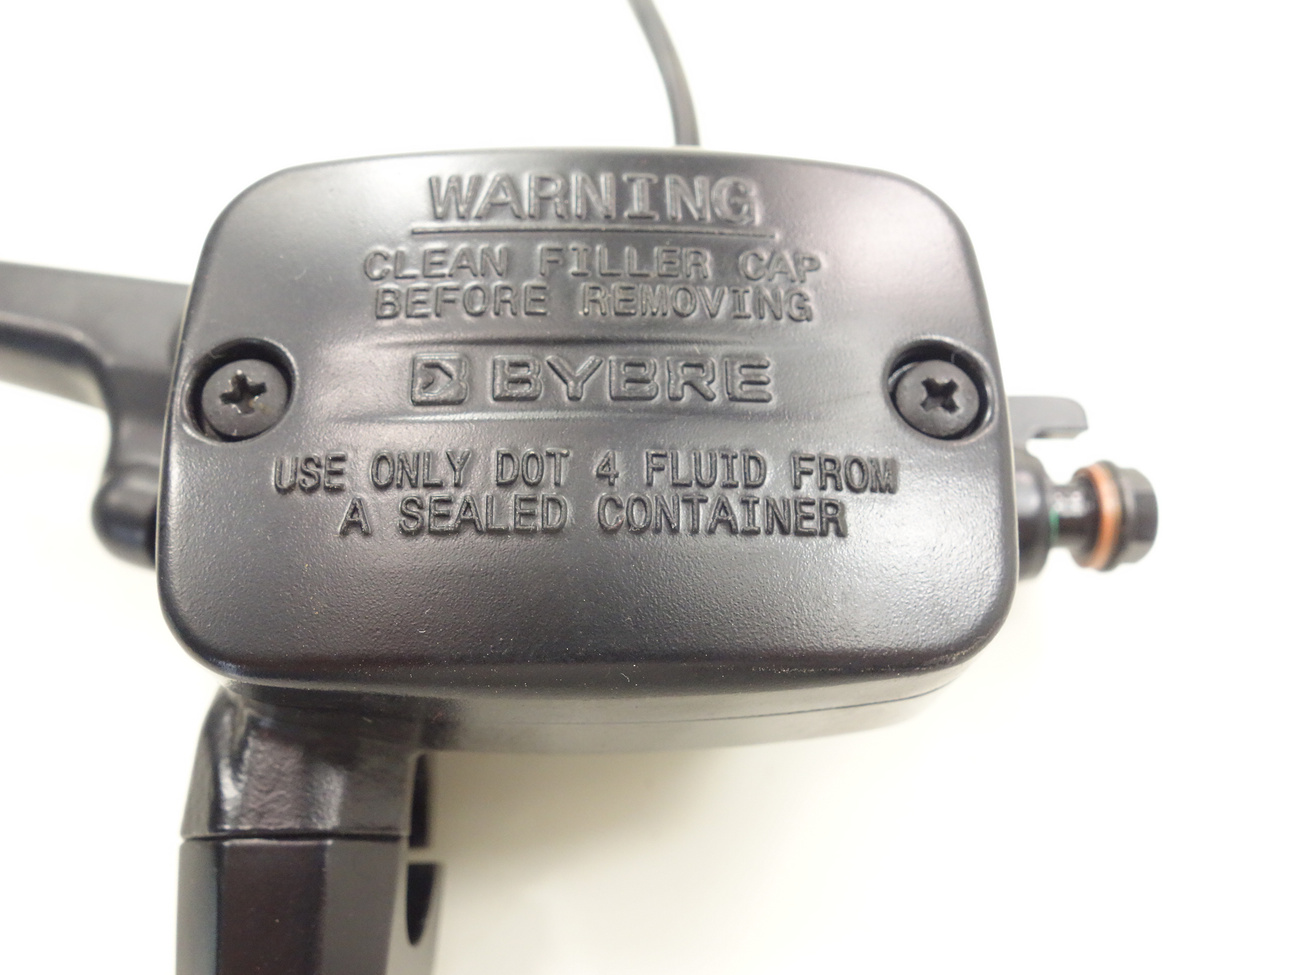 WARNING
CLEAN FILLER CAP
BEFORE REMOVING
BYBRE
USE ONLY DOT 4 FLUID FROM
A SEALED CONTAINER